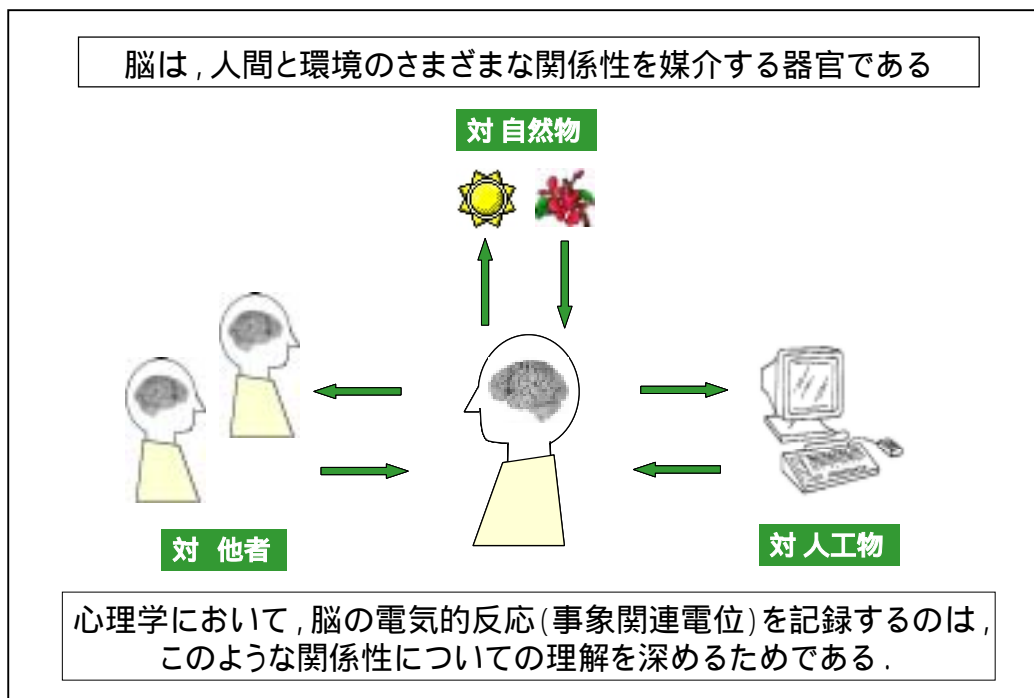 脳は,人間と環境のさまざまな関係性を媒介する器官である
対 自然物
対 他者
対 人工物
心理学において,脳の電気的反応(事象関連電位)を記録するのは,
このような関係性についての理解を深めるためである.